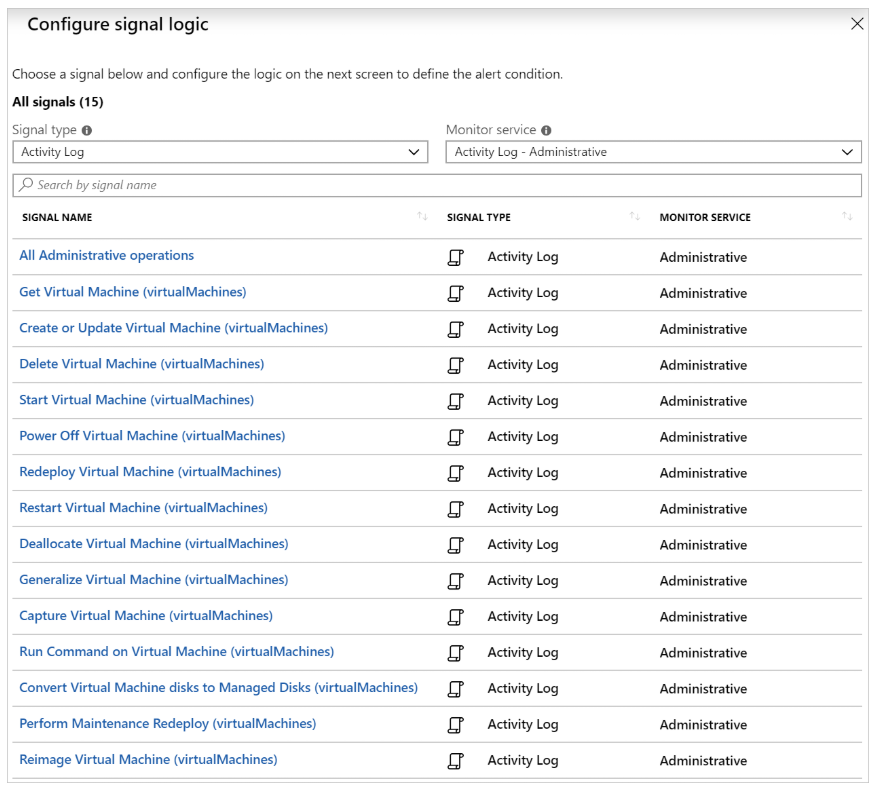 Configure signal logic
Choose a signal below and configure the logic on the next screen to define the alert condition.
All signals (15)
Signal type Monitor service
Activity Log Activity Log - Administrative
Search by signal name
SIGNAL NAME SIGNAL TYPE MONITOR SERVICE
All Administrative operations Activity Log Administrative
Get Virtual Machine (virtualMachines) Activity Log Administrative
Create or Update Virtual Machine (virtualMachines) Activity Log Administrative
Delete Virtual Machine (virtualMachines) Activity Log Administrative
Start Virtual Machine (virtualMachines) Activity Log Administrative
Power Off Virtual Machine (virtualMachines) Activity Log Administrative
Redeploy Virtual Machine (virtualMachines) Activity Log Administrative
Restart Virtual Machine (virtualMachines) Activity Log Administrative
Deallocate Virtual Machine (virtualMachines) Activity Log Administrative
Generalize Virtual Machine (virtualMachines) Activity Log Administrative
Capture Virtual Machine (virtualMachines) Activity Log Administrative
Run Command on Virtual Machine (virtualMachines) Activity Log Administrative
Convert Virtual Machine disks to Managed Disks (virtualMachines) Activity Log Administrative
Perform Maintenance Redeploy (virtualMachines) Activity Log Administrative
Reimage Virtual Machine (virtualMachines) Activity Log Administrative